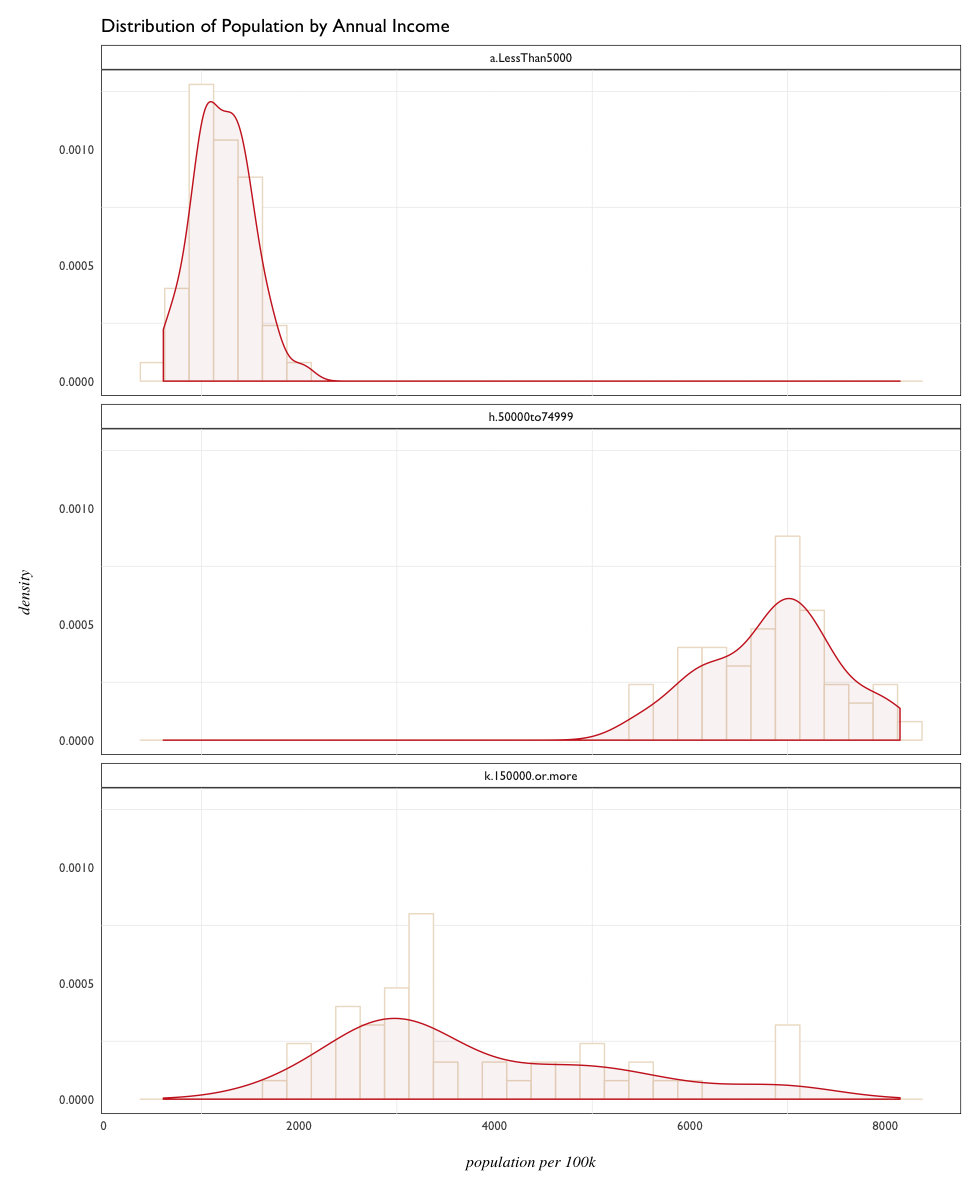 Distribution of Population by Annual Income
a.LessThan5000
0.0010
0.0005
0.0000
h.50000to74999
0.0010
0.0005
0.0000
density
k.150000.or.more
0.0010
0.0005
0.0000
0 2000 4000 6000 8000
population per 100k